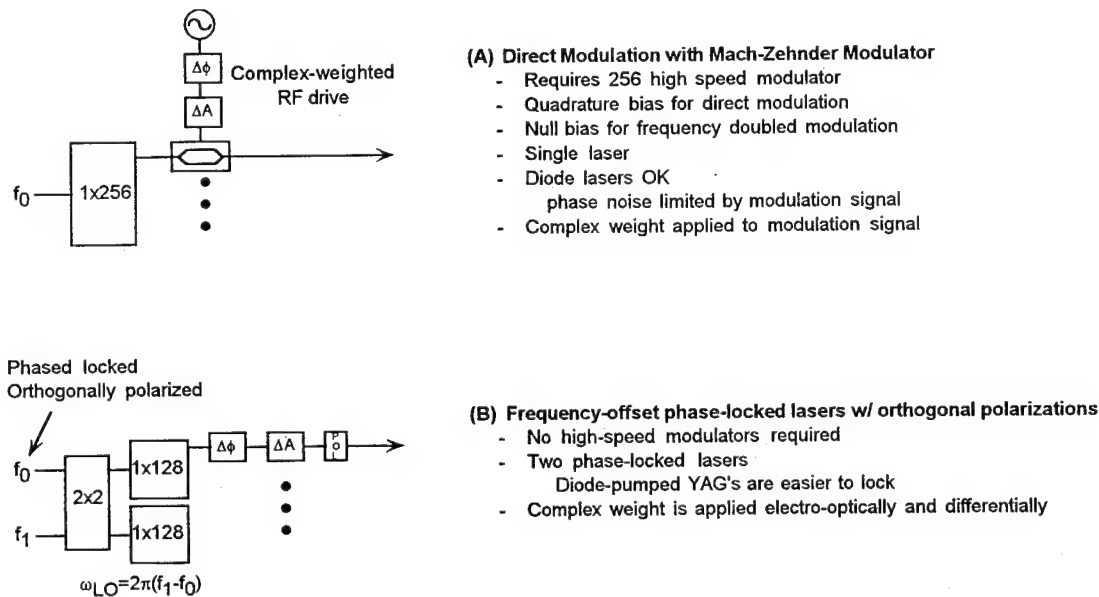 Δϕ
Complex-weighted
RF drive
ΔA
f0
1x256
(A) Direct Modulation with Mach-Zehnder Modulator
- Requires 256 high speed modulator
- Quadrature bias for direct modulation
- Null bias for frequency doubled modulation
- Single laser
- Diode lasers OK
phase noise limited by modulation signal
- Complex weight applied to modulation signal
Phased locked
Orthogonally polarized
f0
f1
2x2
1x128
1x128
Δϕ
ΔA
POL
ωLO=2π(f1-f0)
(B) Frequency-offset phase-locked lasers w/ orthogonal polarizations
- No high-speed modulators required
- Two phase-locked lasers
Diode-pumped YAG's are easier to lock
- Complex weight is applied electro-optically and differentially